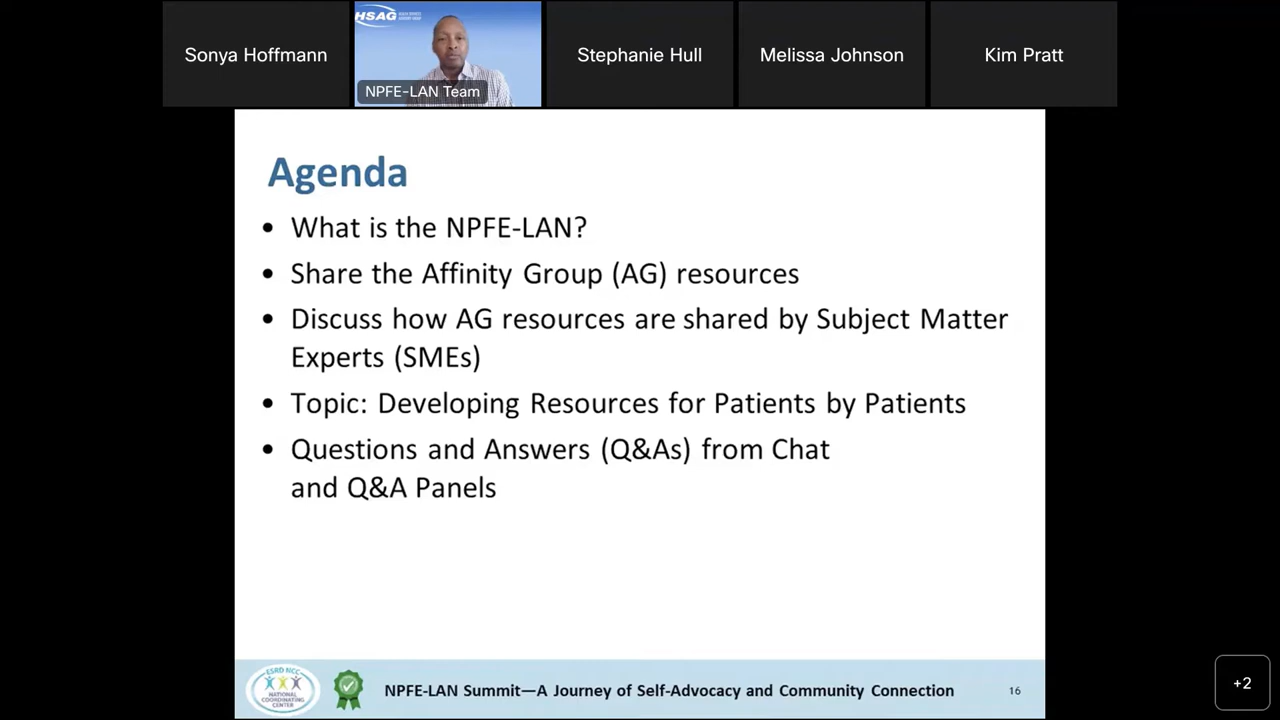 Sonya Hoffmann
HSAG
NPFE-LAN Team
Stephanie Hull
Melissa Johnson
Kim Pratt
Agenda
• What is the NPFE-LAN?
• Share the Affinity Group (AG) resources
• Discuss how AG resources are shared by Subject Matter
Experts (SMEs)
• Topic: Developing Resources for Patients by Patients
• Questions and Answers (Q&As) from Chat
and Q&A Panels
ESRD NCC
NATIONAL
COORDINATING
CENTER
NPFE-LAN Summit—A Journey of Self-Advocacy and Community Connection
16
+2